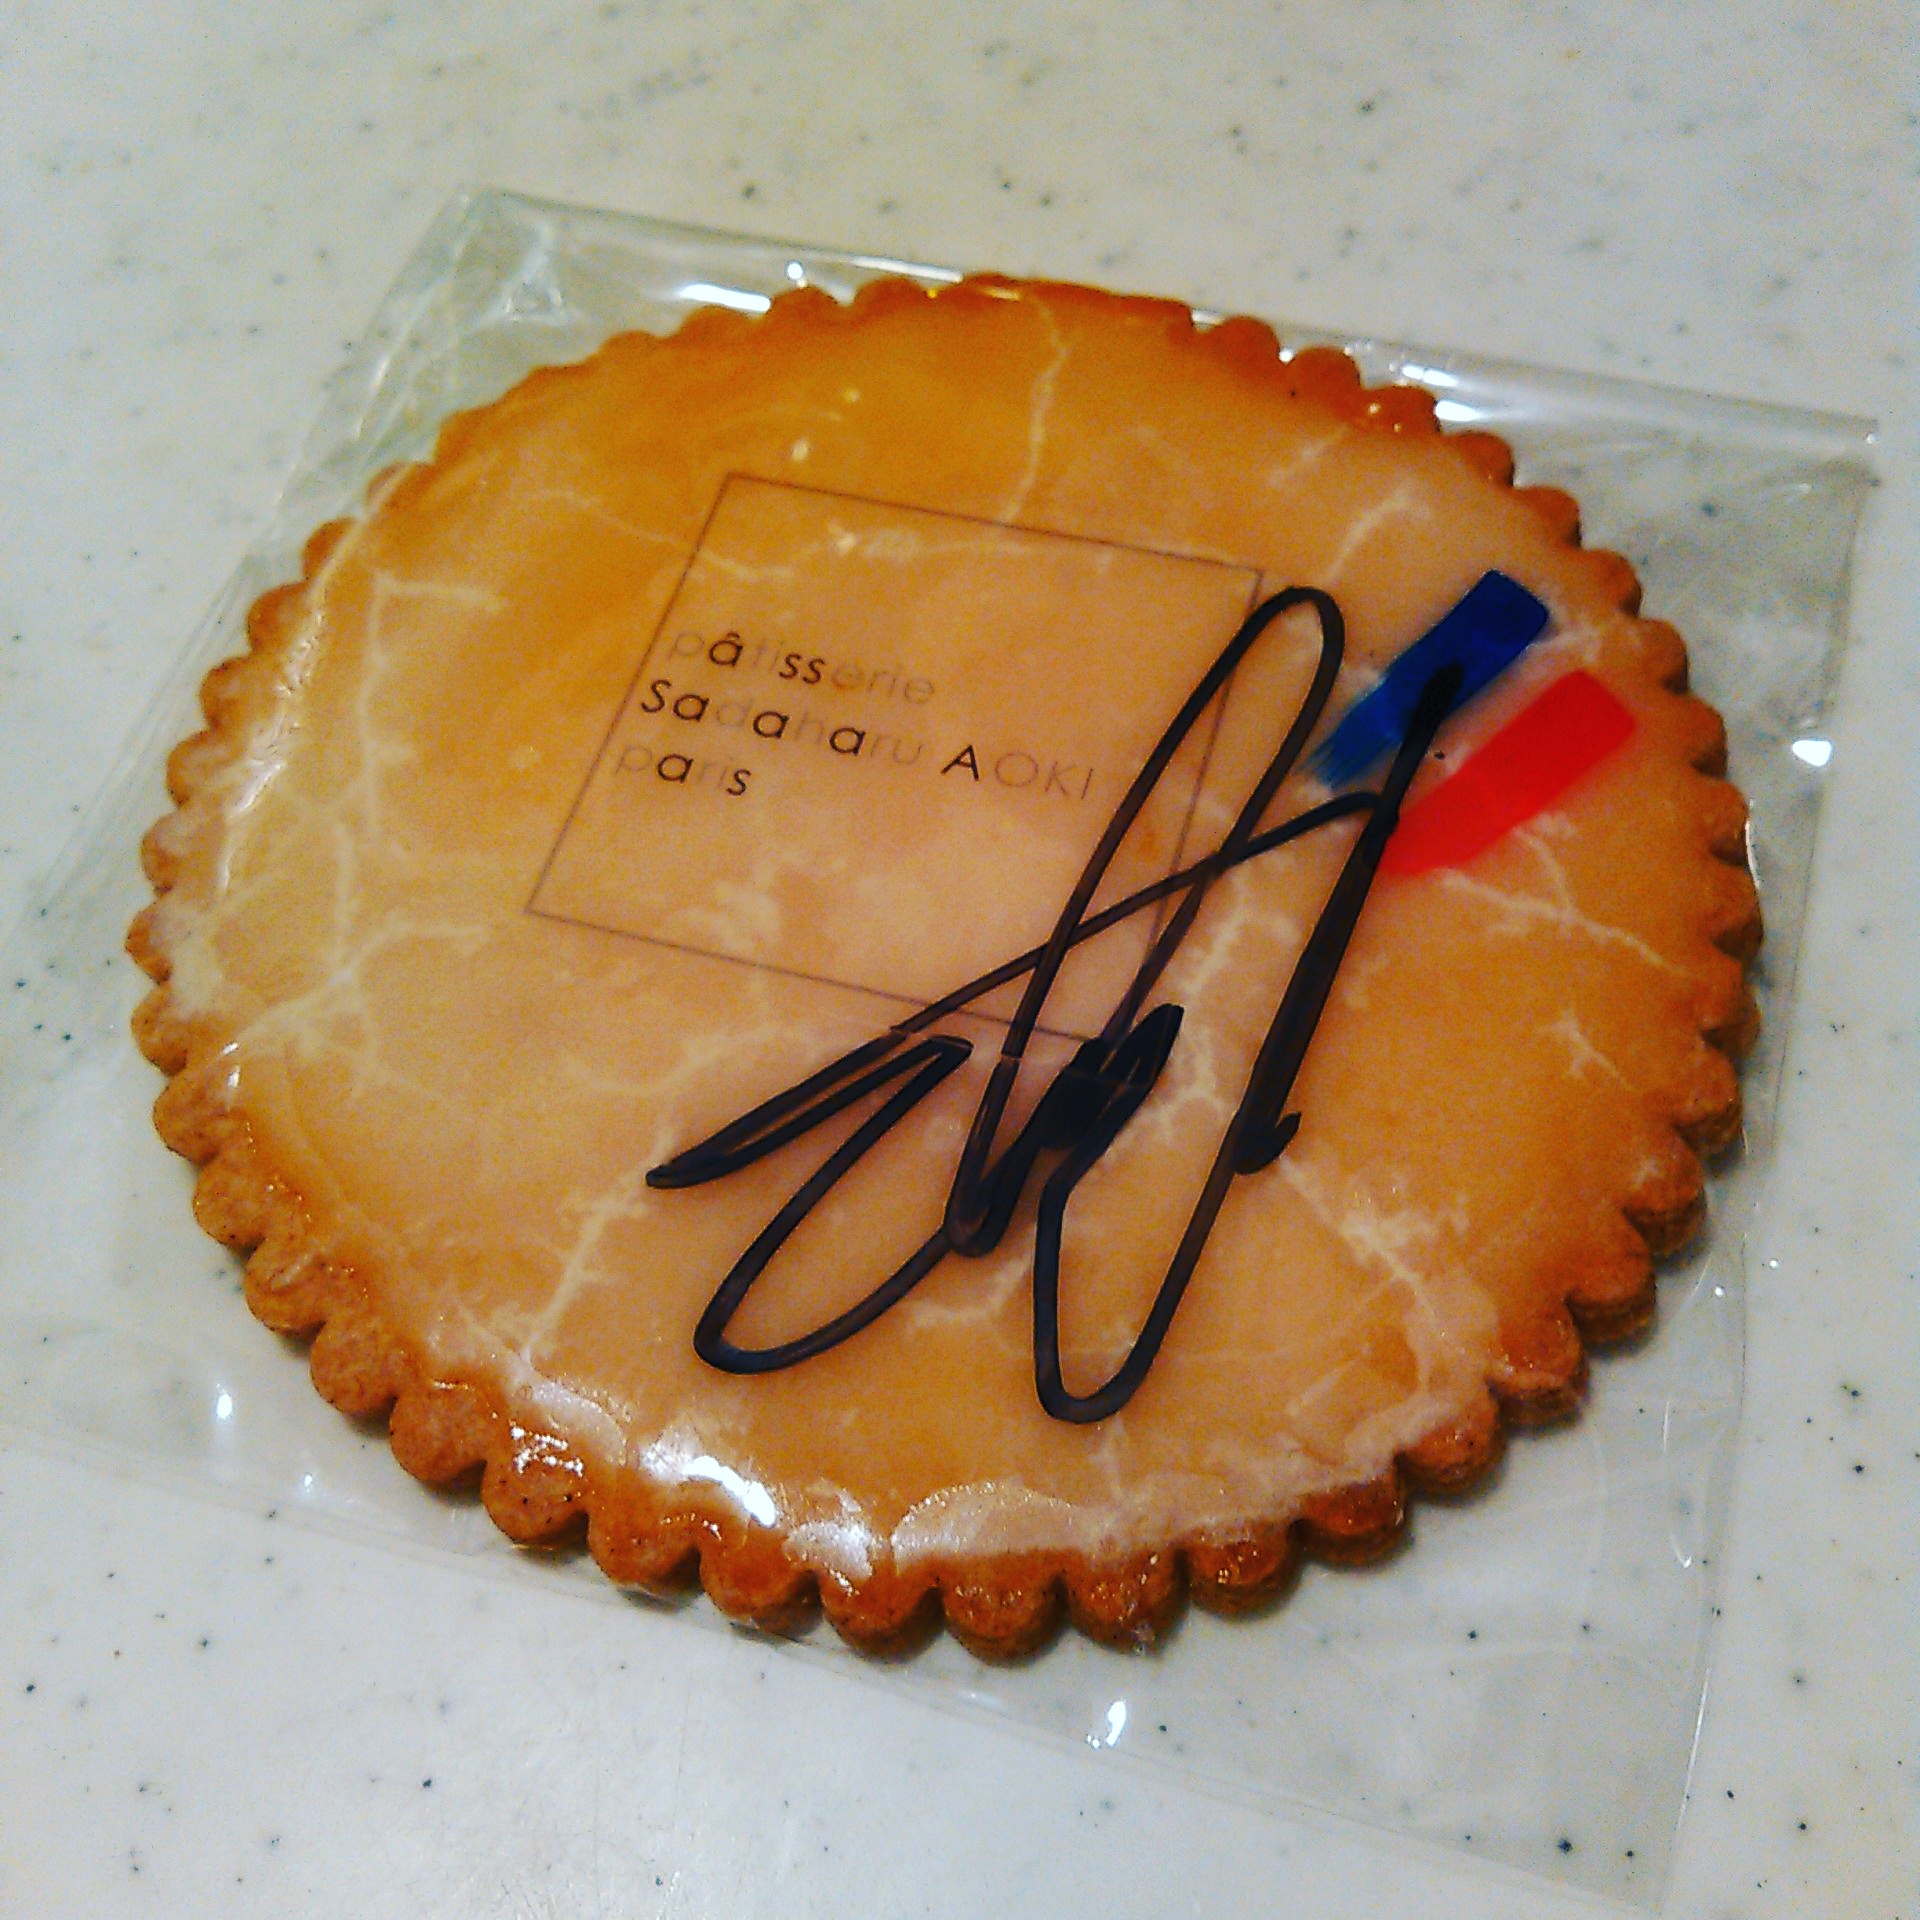 pâtisserie
Sadaharu AOKI
paris